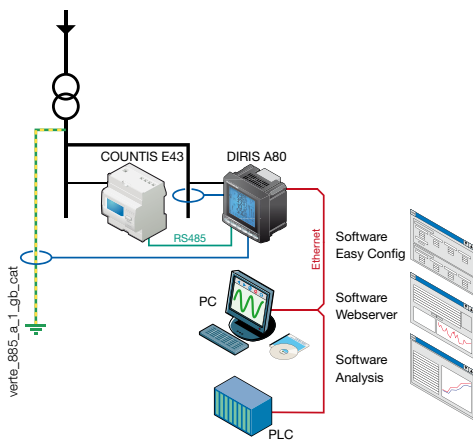 COUNTIS E43
DIRIS A80
RS485
Ethernet
Software
Easy Config
PC
Software
Webserver
Software
Analysis
PLC
verte_885_a_1_gb_cat